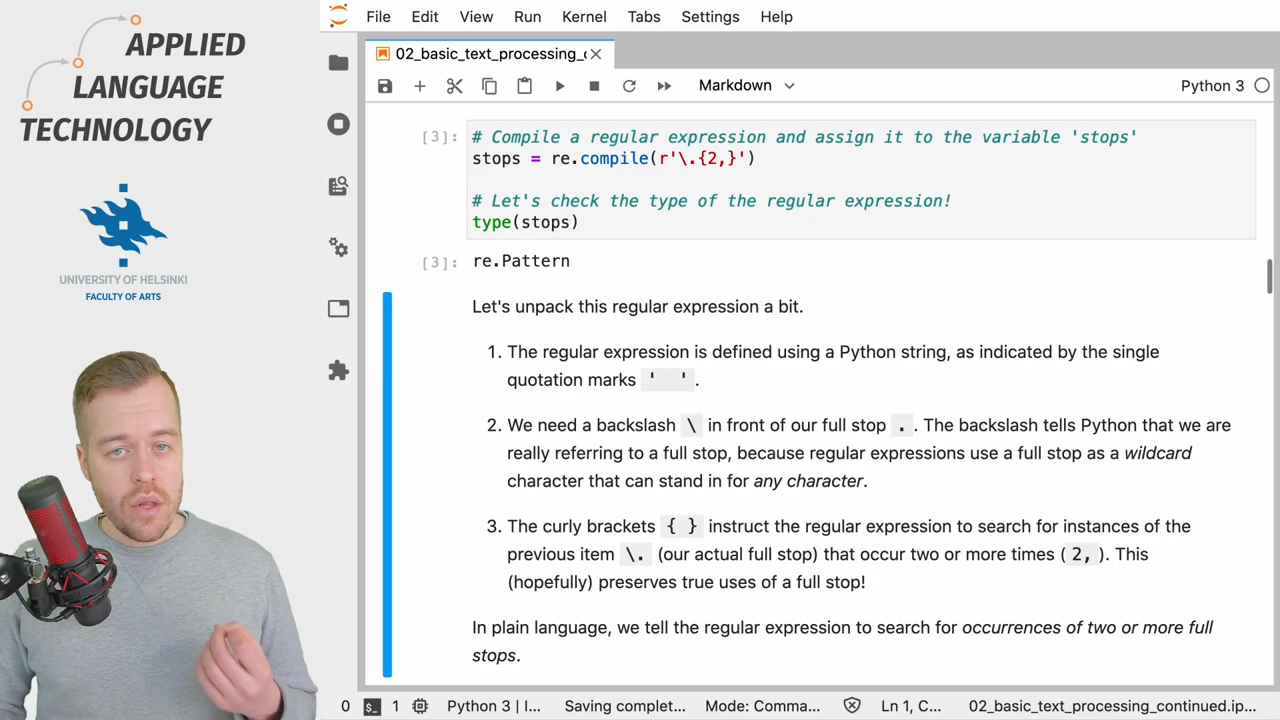 APPLIED
LANGUAGE
TECHNOLOGY
UNIVERSITY OF HELSINKI
FACULTY OF ARTS
File Edit View Run Kernel Tabs Settings Help
02_basic_text_processing_c
Markdown
Python 3
[3]:
# Compile a regular expression and assign it to the variable 'stops'
stops = re.compile(r'\.{2,}')
# Let's check the type of the regular expression!
type(stops)
[3]: re.Pattern
Let's unpack this regular expression a bit.
1. The regular expression is defined using a Python string, as indicated by the single
quotation marks ' '.
2. We need a backslash \ in front of our full stop . . The backslash tells Python that we are
really referring to a full stop, because regular expressions use a full stop as a wildcard
character that can stand in for any character.
3. The curly brackets { } instruct the regular expression to search for instances of the
previous item \. (our actual full stop) that occur two or more times ( 2, ). This
(hopefully) preserves true uses of a full stop!
In plain language, we tell the regular expression to search for occurrences of two or more full
stops.
0 $_ 1 Python 3 | I... Saving complet... Mode: Comma... Ln 1, C... 02_basic_text_processing_continued.ip...